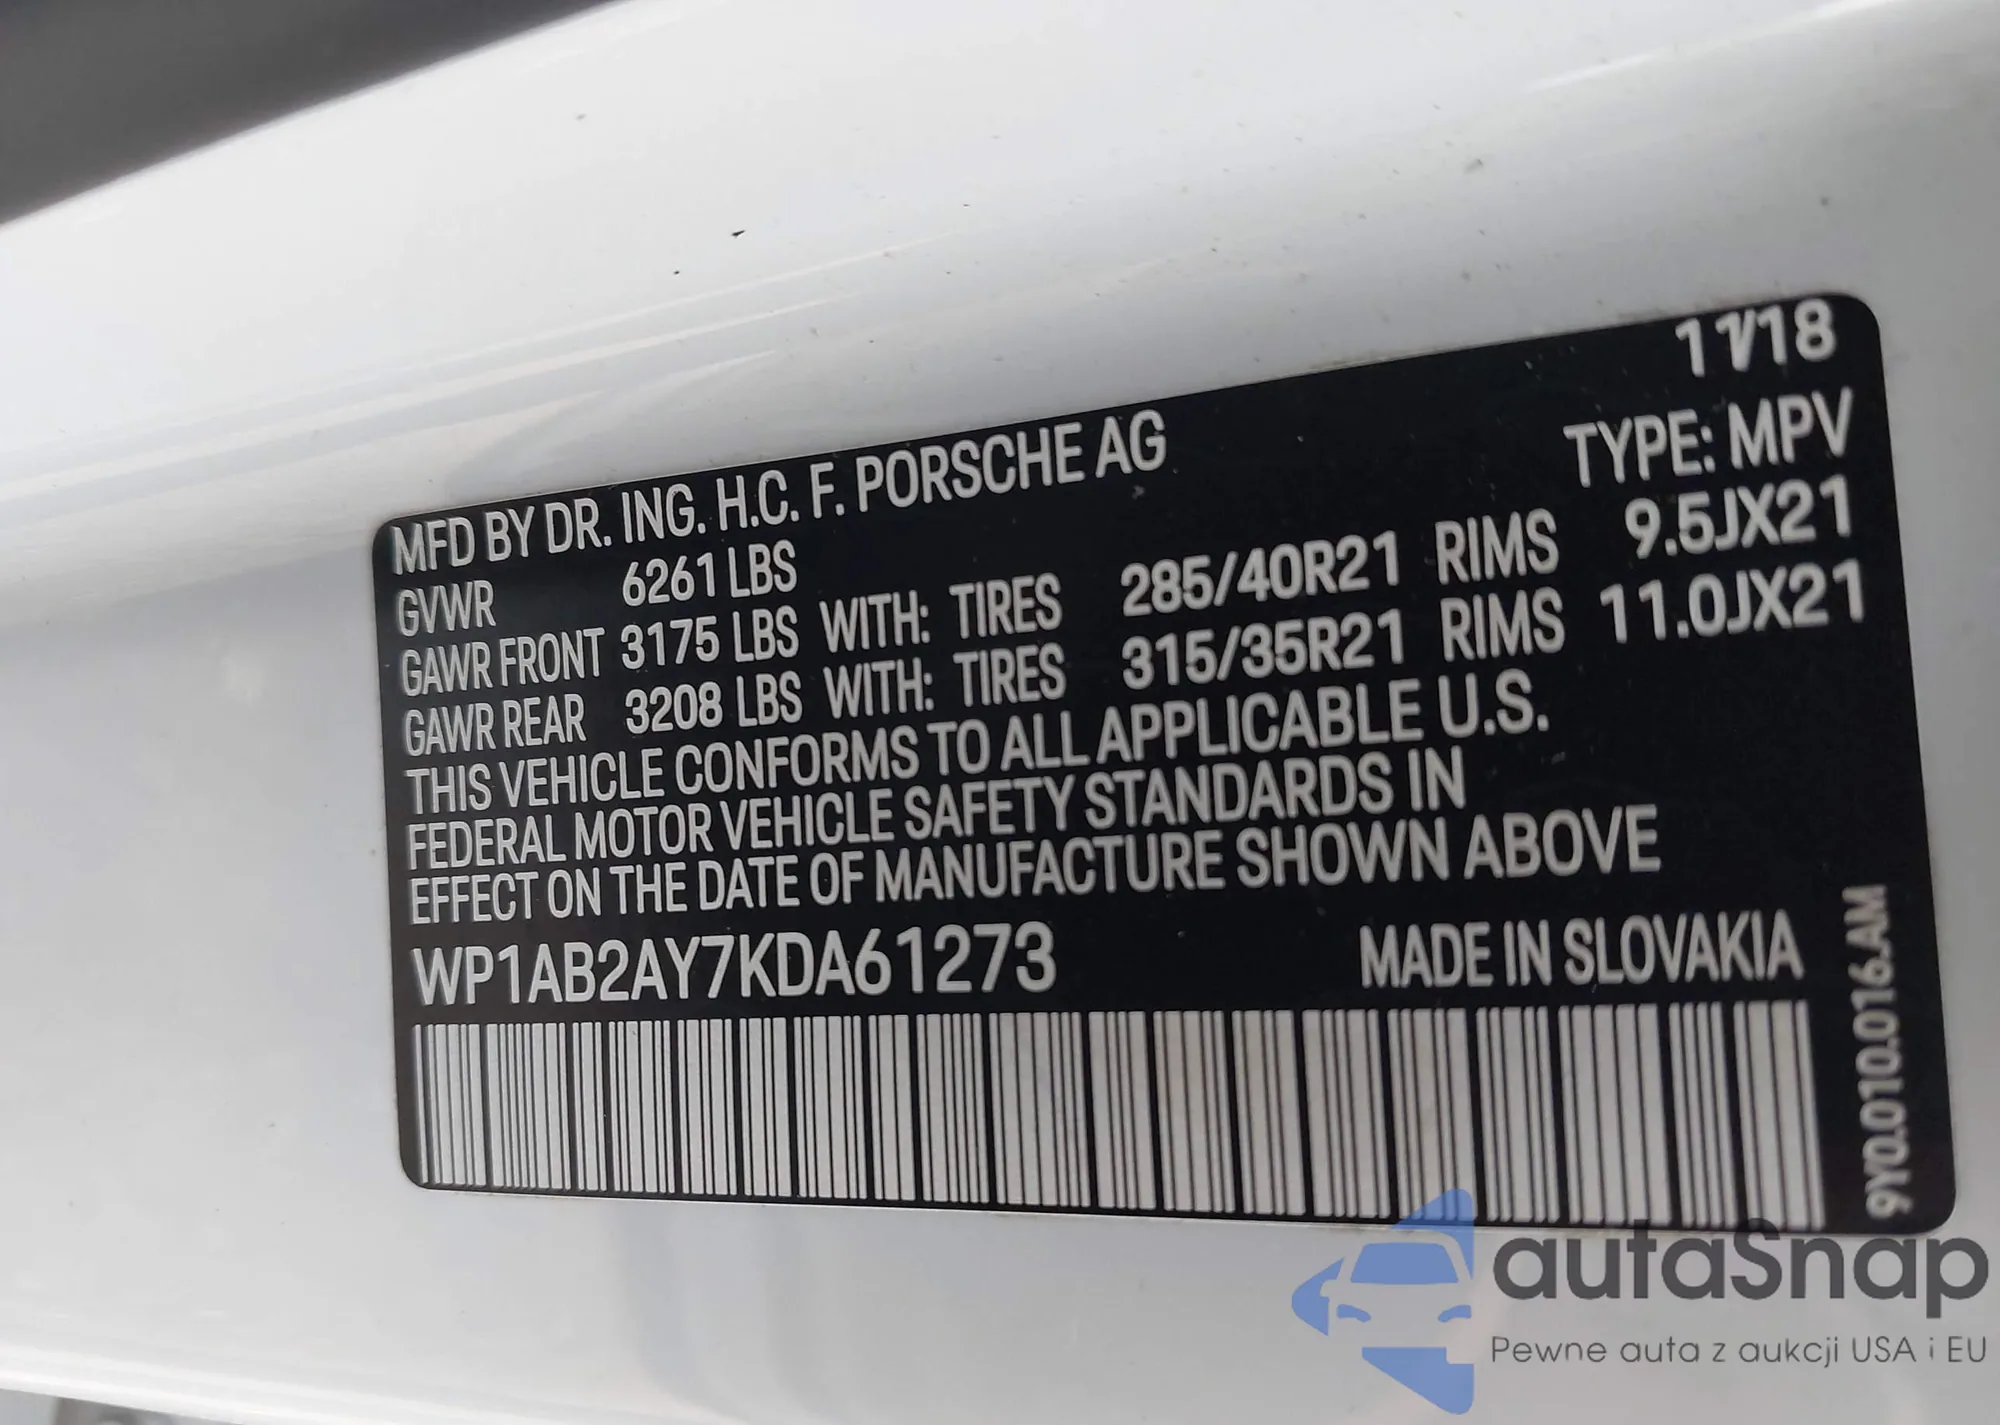 11/18
MFD BY DR. ING. H.C. F. PORSCHE AG TYPE: MPV
GVWR 6261 LBS
GAWR FRONT 3175 LBS WITH: TIRES 285/40R21 RIMS 9.5JX21
GAWR REAR 3208 LBS WITH: TIRES 315/35R21 RIMS 11.0JX21
THIS VEHICLE CONFORMS TO ALL APPLICABLE U.S.
FEDERAL MOTOR VEHICLE SAFETY STANDARDS IN
EFFECT ON THE DATE OF MANUFACTURE SHOWN ABOVE
WP1AB2AY7KDA61273 MADE IN SLOVAKIA
9Y0.010.016.AM
autaSnap
Pewne auta z aukcji USA i EU